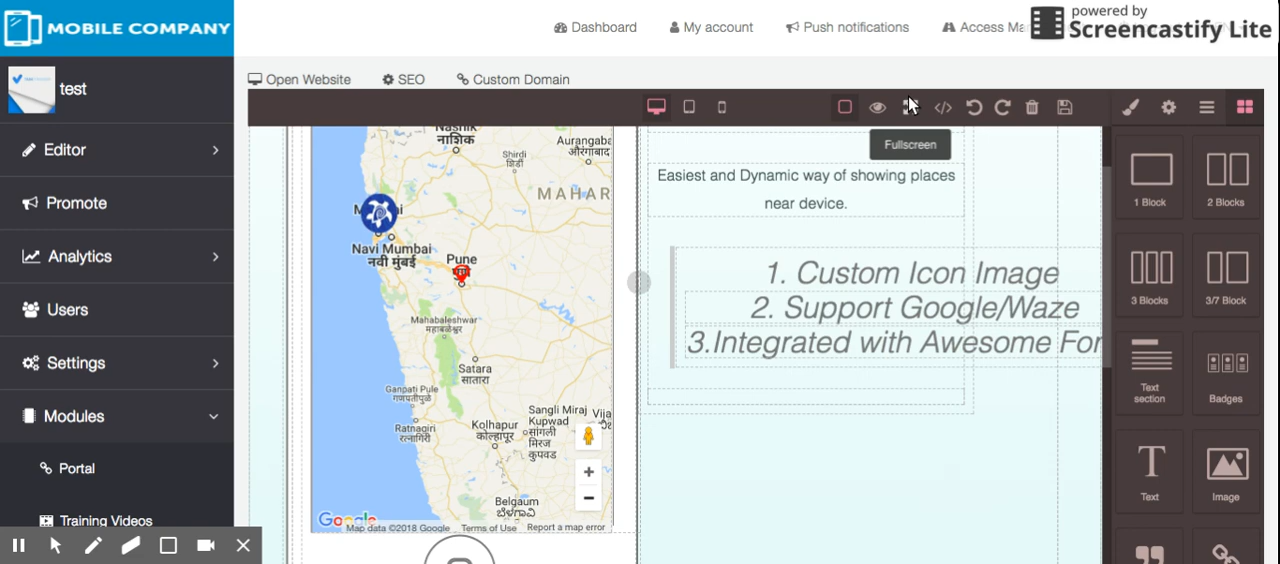 MOBILE COMPANY
Dashboard
My account
Push notifications
Access Ma
powered by
Screencastify Lite
test
Open Website
SEO
Custom Domain
</>
Fullscreen
Editor
Promote
Analytics
Users
Settings
Modules
Portal
Training Videos
Nashik
नाशिक
Shirdi
शिर्डी
Aurangaba
औरंगाबाद
MAHAR
Navi Mumbai
नवी मुंबई
Pune
Mahabaleshwar
महाबळेश्वर
Satara
सातारा
Ganpati Pule
गणपतीपुळे
Ratnagiri
रत्नागिरी
Kolhapur
कोल्हापूर
Sangli Miraj
Kupwad
सांगली
मिरज
कुपवड
Vija
Belgaum
ಬೆಳಗಾವಿ
Google
Map data ©2018 Google
Terms of Use
Report a map error
Easiest and Dynamic way of showing places
near device.
1. Custom Icon Image
2. Support Google/Waze
3.Integrated with Awesome For
1 Block
2 Blocks
3 Blocks
3/7 Block
Text
section
Badges
T
Text
Image